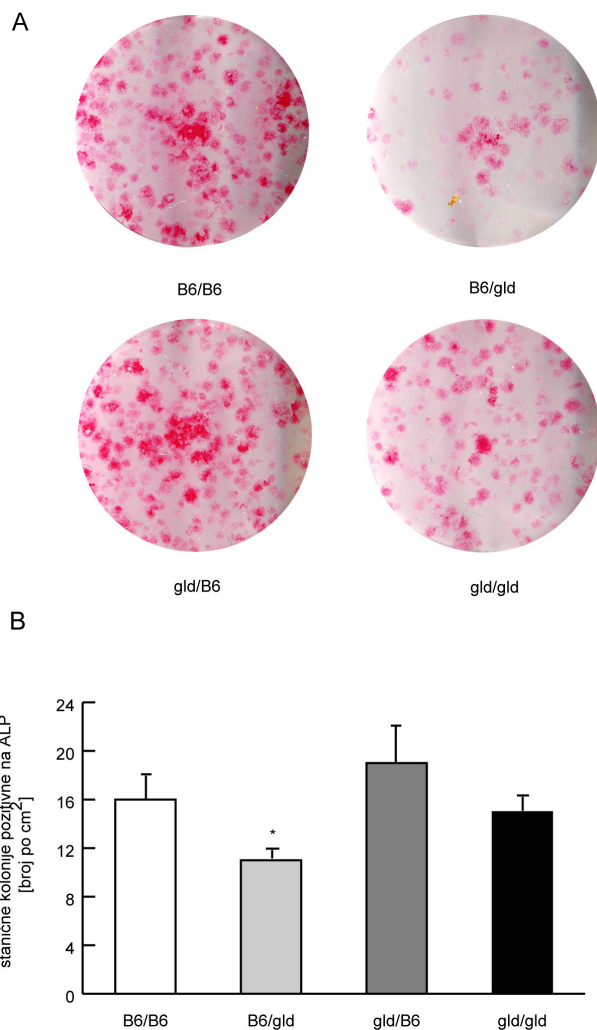 A
B6/B6
B6/gld
gld/B6
gld/gld
B
stanične kolonije pozitivne na ALP
[broj po cm2]
24
20
16
12
8
4
0
*
B6/B6
B6/gld
gld/B6
gld/gld